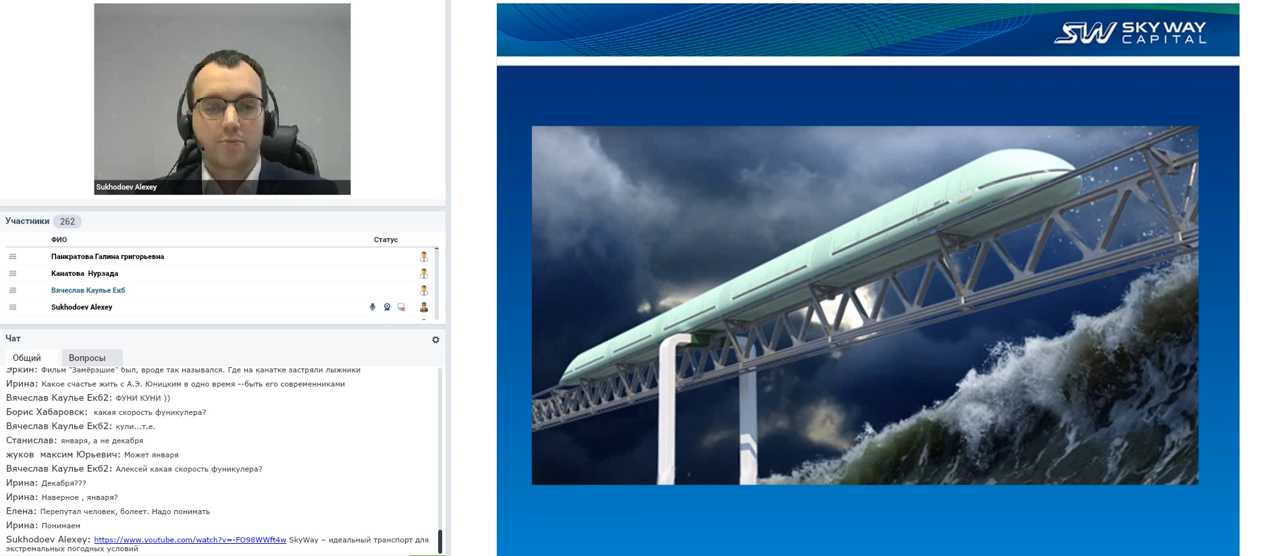 SW SKY WAY
CAPITAL
Sukhodoev Alexey
Участники 262
ФИО Статус
Панкратова Галина григорьевна
Канатова Нурзада
Вячеслав Каулье Екб
Sukhodoev Alexey
Чат
Общий Вопросы
Эркин: Фильм "Замёрзшие" был, вроде так назывался. Где на канатке застряли лыжники
Ирина: Какое счастье жить с А.Э. Юницким в одно время --быть его современниками
Вячеслав Каулье Екб2: ФУНИ КУНИ ))
Борис Хабаровск: какая скорость фуникулера?
Вячеслав Каулье Екб2: кули...т.е.
Станислав: января, а не декабря
жуков максим Юрьевич: Может января
Вячеслав Каулье Екб2: Алексей какая скорость фуникулера?
Ирина: Декабря???
Ирина: Наверное , января?
Елена: Перепутал человек, болеет. Надо понимать
Ирина: Понимаем
Sukhodoev Alexey: https://www.youtube.com/watch?v=-FO98WWft4w SkyWay – идеальный транспорт для
экстремальных погодных условий